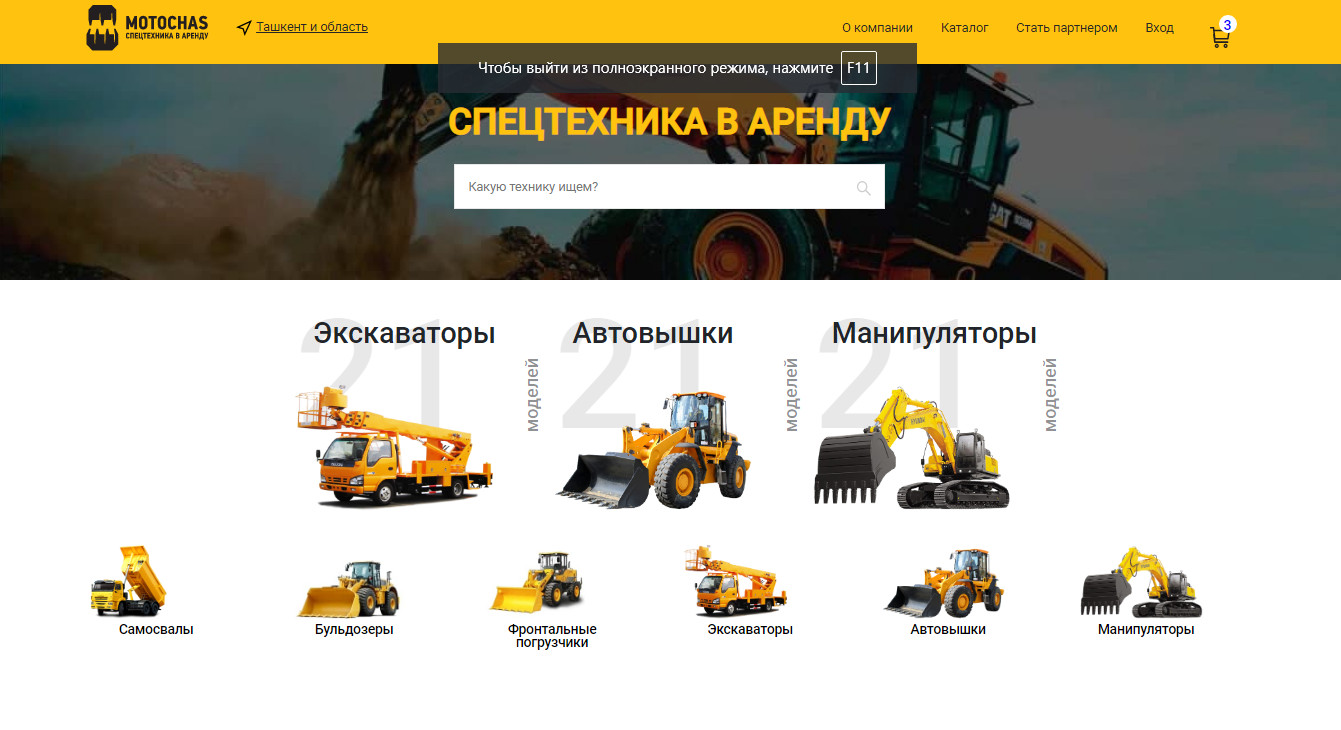 MOTOCHAS
СПЕЦТЕХНИКА В АРЕНДУ
Ташкент и область
О компании
Каталог
Стать партнером
Вход
3
Чтобы выйти из полноэкранного режима, нажмите F11
СПЕЦТЕХНИКА В АРЕНДУ
Какую технику ищем?
CAT
21
Экскаваторы
моделей
21
Автовышки
моделей
21
Манипуляторы
моделей
Самосвалы
Бульдозеры
Фронтальные
погрузчики
Экскаваторы
Автовышки
Манипуляторы